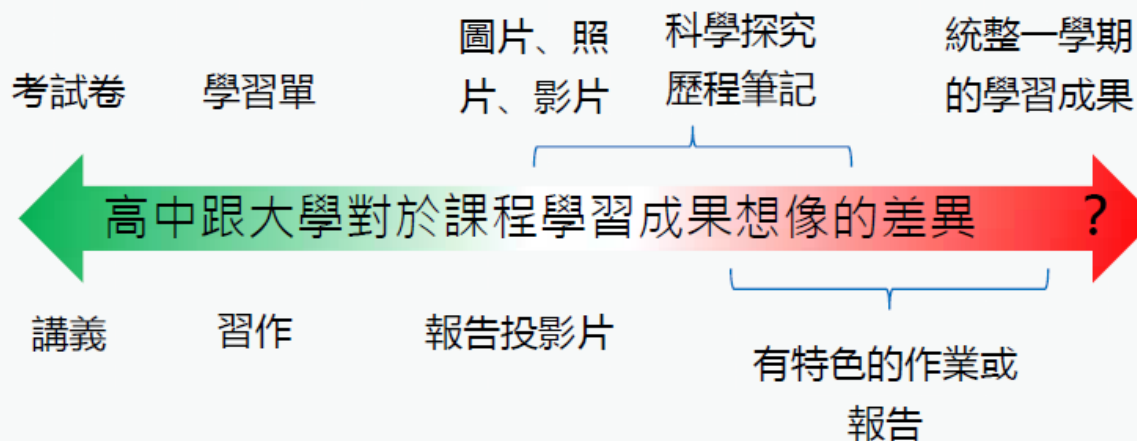 圖片、照
片、影片
科學探究
歷程筆記
統整一學期
的學習成果
考試卷
學習單
高中跟大學對於課程學習成果想像的差異 ?
講義
習作
報告投影片
有特色的作業或
報告